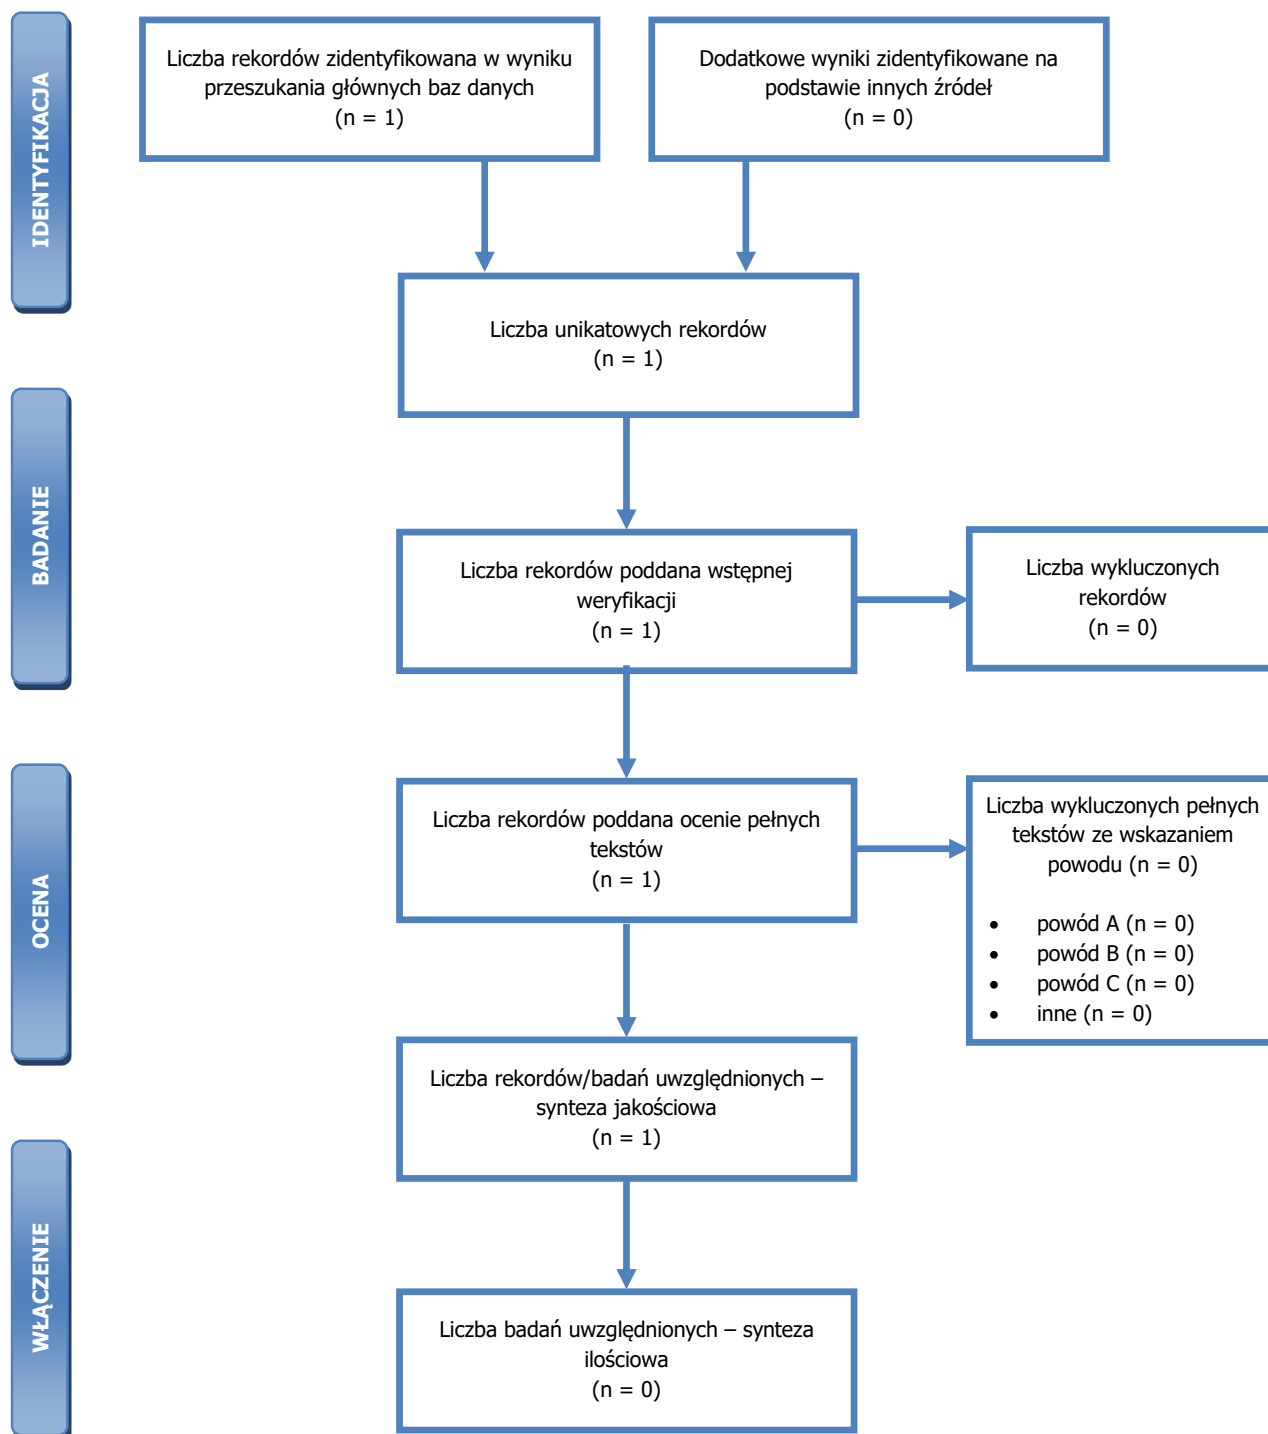 IDENTYFIKACJA
Liczba rekordów zidentyfikowana w wyniku
przeszukania głównych baz danych
(n = 1)
Dodatkowe wyniki zidentyfikowane na
podstawie innych źródeł
(n = 0)
Liczba unikatowych rekordów
(n = 1)
BADANIE
Liczba rekordów poddana wstępnej
weryfikacji
(n = 1)
Liczba wykluczonych
rekordów
(n = 0)
OCENA
Liczba rekordów poddana ocenie pełnych
tekstów
(n = 1)
Liczba wykluczonych pełnych
tekstów ze wskazaniem
powodu (n = 0)
• powód A (n = 0)
• powód B (n = 0)
• powód C (n = 0)
• inne (n = 0)
Liczba rekordów/badań uwzględnionych –
synteza jakościowa
(n = 1)
WŁĄCZENIE
Liczba badań uwzględnionych – synteza
ilościowa
(n = 0)